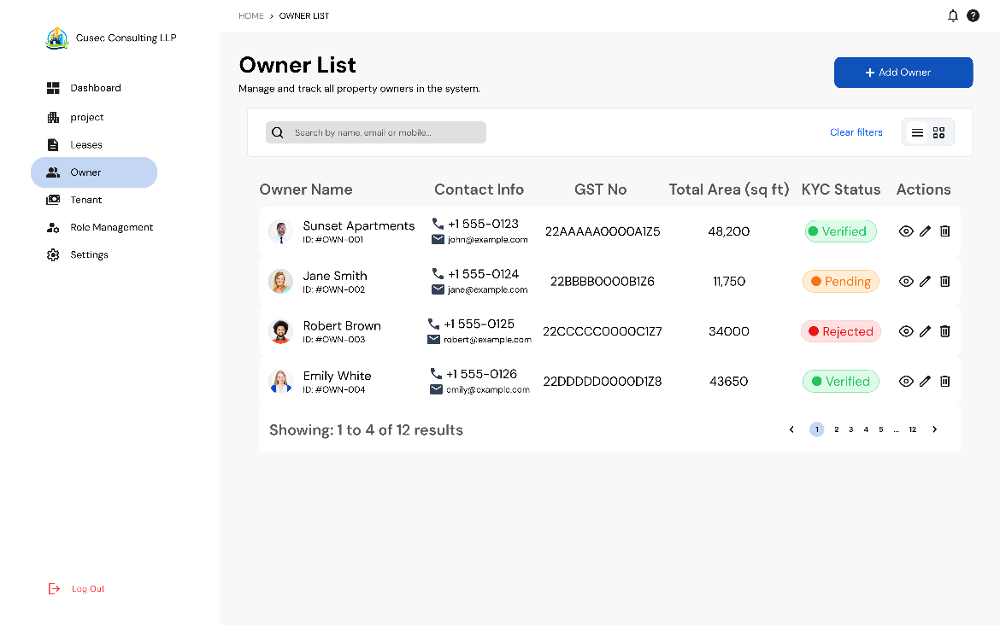 HOME > OWNER LIST
Cusec Consulting LLP
Dashboard
project
Leases
Owner
Tenant
Role Management
Settings
Log Out
Owner List
Manage and track all property owners in the system.
+ Add Owner
Search by name, email or mobile...
Clear filters
Owner Name Contact Info GST No Total Area (sq ft) KYC Status Actions
Sunset Apartments
ID: #OWN-001
+1 555-0123
john@example.com
22AAAAA0000A1Z5
48,200
Verified
Jane Smith
ID: #OWN-002
+1 555-0124
jane@example.com
22BBBB0000B1Z6
11,750
Pending
Robert Brown
ID: #OWN-003
+1 555-0125
robert@example.com
22CCCCC0000C1Z7
34000
Rejected
Emily White
ID: #OWN-004
+1 555-0126
emily@example.com
22DDDDD0000D1Z8
43650
Verified
Showing: 1 to 4 of 12 results
< 1 2 3 4 5 ... 12 >